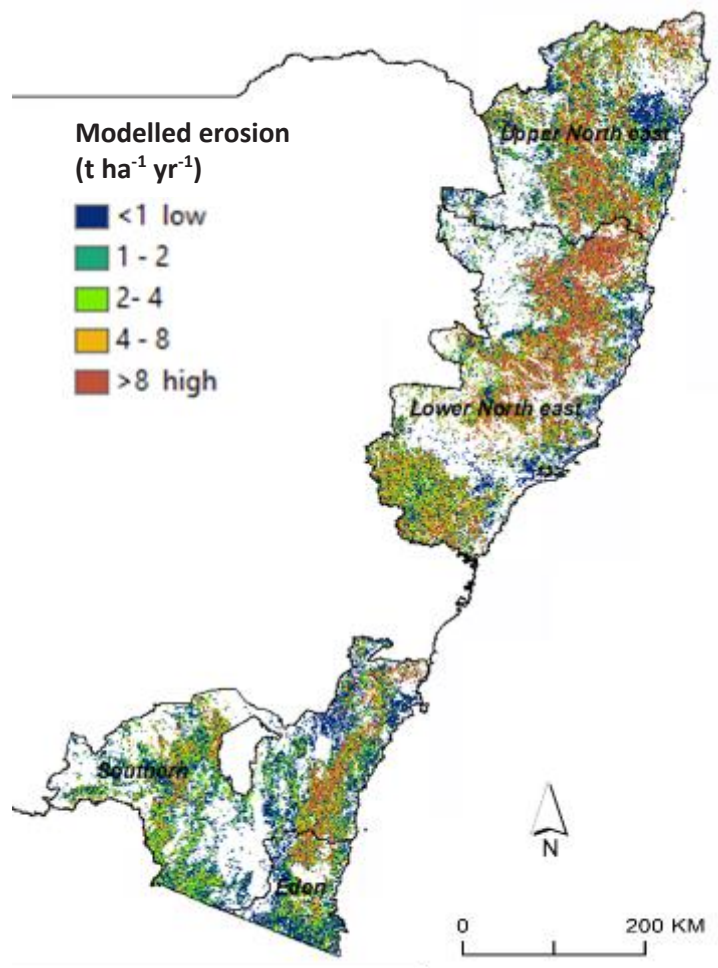 Modelled erosion
(t ha⁻¹ yr⁻¹)
<1 low
1 - 2
2- 4
4 - 8
>8 high
Upper North east
Lower North east
Southern
Eden
N
0 200 KM